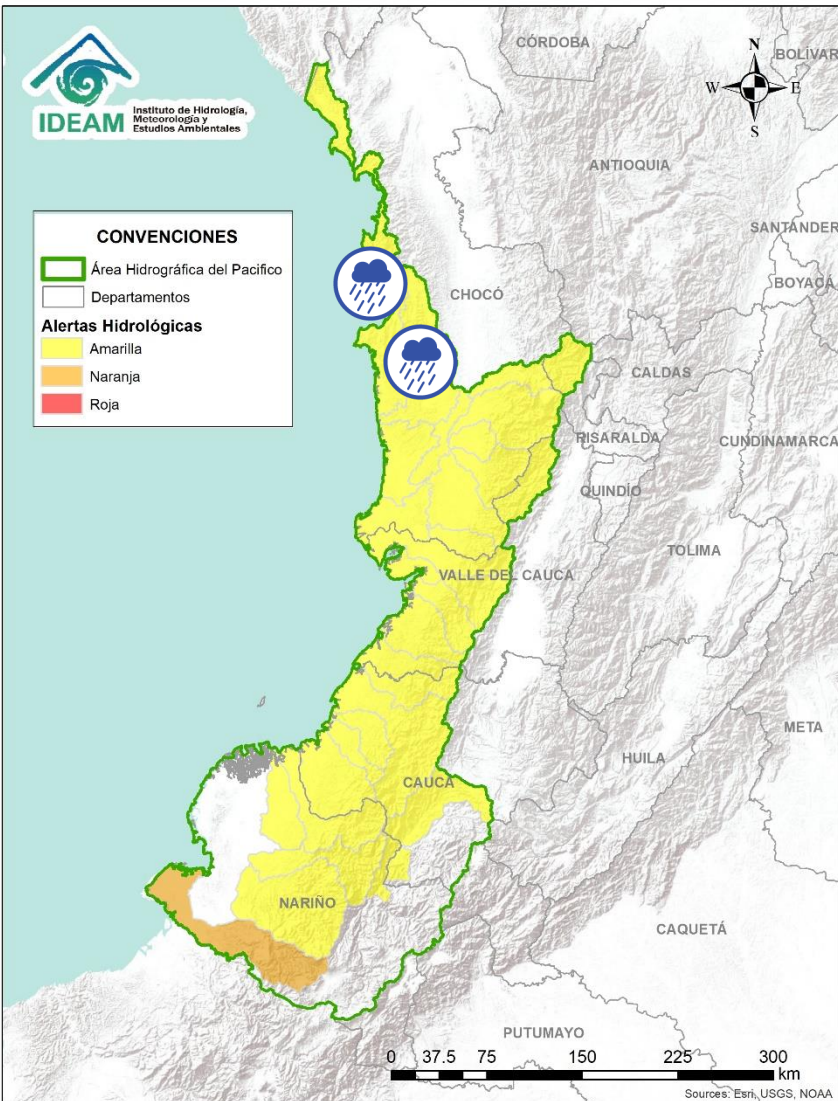 IDEAM
Instituto de Hidrología,
Meteorología y
Estudios Ambientales
N
W
E
S
CÓRDOBA
BOLÍVAR
ANTIOQUIA
SANTANDER
BOYACÁ
CHOCÓ
CALDAS
RISARALDA
CUNDINAMARCA
QUINDÍO
TOLIMA
VALLE DEL CAUCA
META
HUILA
CAUCA
NARIÑO
CAQUETÁ
PUTUMAYO
CONVENCIONES
Área Hidrográfica del Pacifico
Departamentos
Alertas Hidrológicas
Amarilla
Naranja
Roja
0 37.5 75 150 225 300
km
Sources: Esri, USGS, NOAA